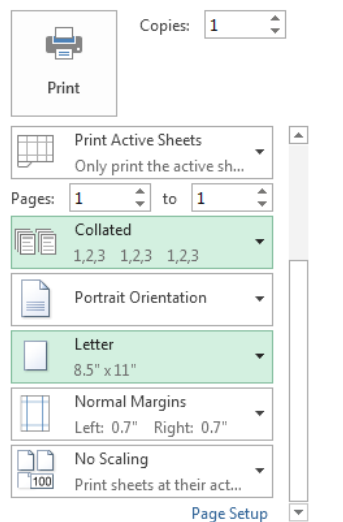 Copies: 1
Print
Print Active Sheets
Only print the active sh...
Pages: 1 to 1
Collated
1,2,3 1,2,3 1,2,3
Portrait Orientation
Letter
8.5" x 11"
Normal Margins
Left: 0.7" Right: 0.7"
No Scaling
100
Print sheets at their act...
Page Setup